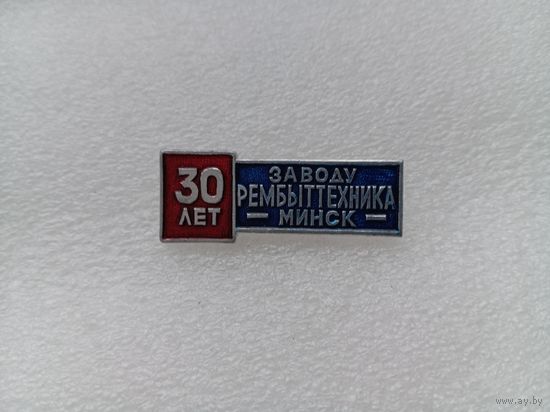 30
ЛЕТ
ЗАВОДУ
РЕМБЫТТЕХНИКА
— МИНСК —
www.ay.by